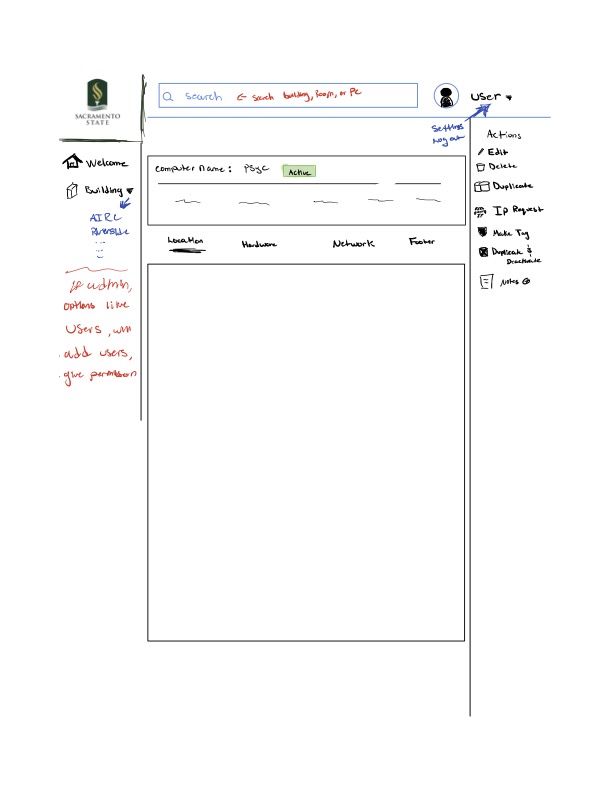 SACRAMENTO
STATE
Search ← Search building, Room, or PC
User
Settings
Log out
Welcome
Building
AIRC
Riverside
If admin,
options like
Users, will
· add users,
· give permission
Computer Name: PSYC Active
Location Hardware Network Footer
Actions
Edit
Delete
Duplicate
Ip Request
Make Tag
Duplicate &
Deactivate
Notes